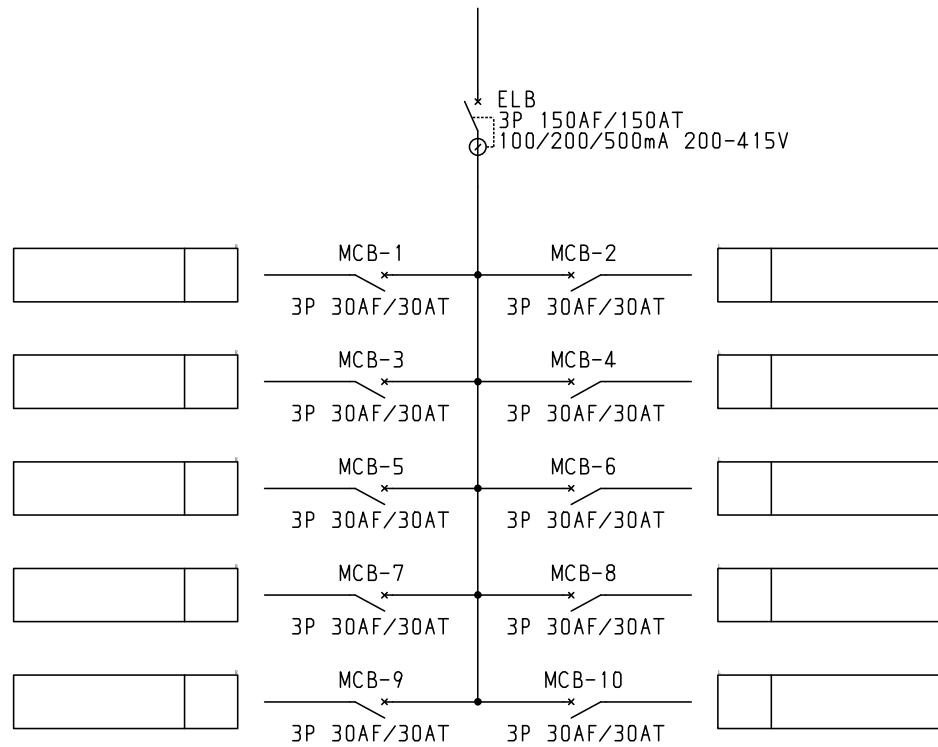 ELB
3P 150AF/150AT
100/200/500mA 200-415V
MCB-1
3P 30AF/30AT
MCB-2
3P 30AF/30AT
MCB-3
3P 30AF/30AT
MCB-4
3P 30AF/30AT
MCB-5
3P 30AF/30AT
MCB-6
3P 30AF/30AT
MCB-7
3P 30AF/30AT
MCB-8
3P 30AF/30AT
MCB-9
3P 30AF/30AT
MCB-10
3P 30AF/30AT